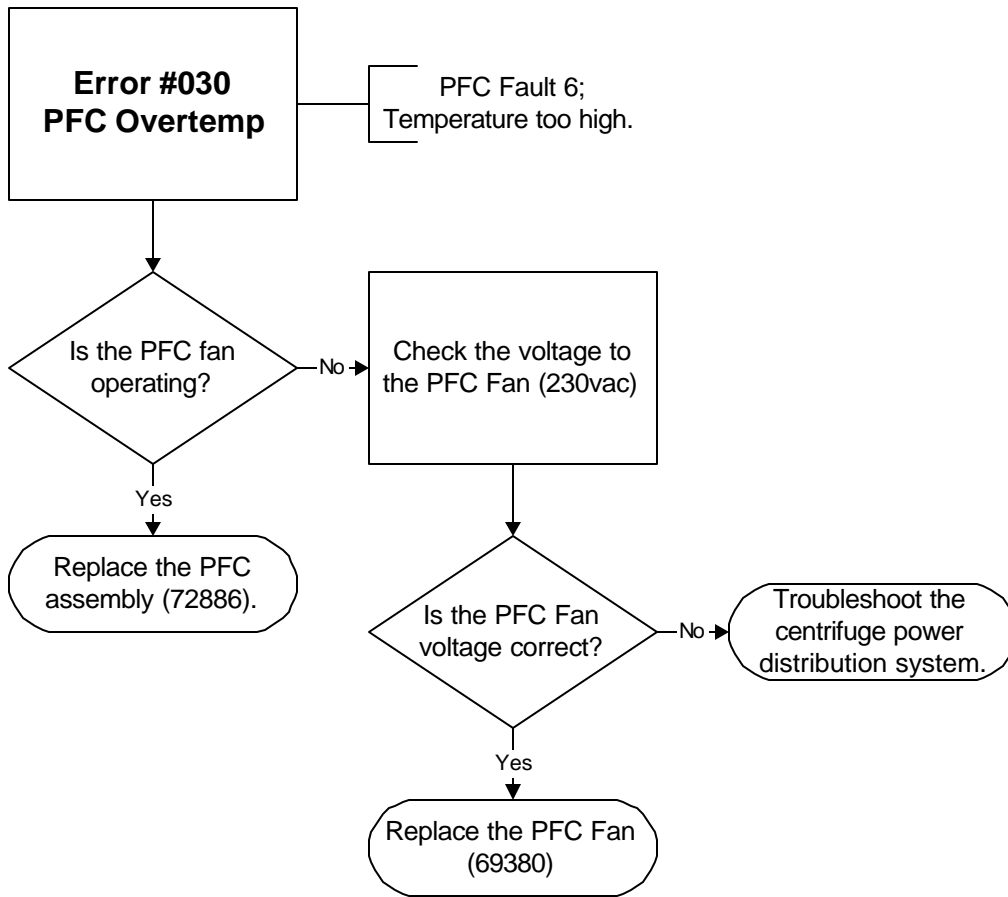 Error #030
PFC Overtemp
PFC Fault 6;
Temperature too high.
Is the PFC fan
operating?
No
Check the voltage to
the PFC Fan (230vac)
Yes
Replace the PFC
assembly (72886).
Is the PFC Fan
voltage correct?
No
Troubleshoot the
centrifuge power
distribution system.
Yes
Replace the PFC Fan
(69380)